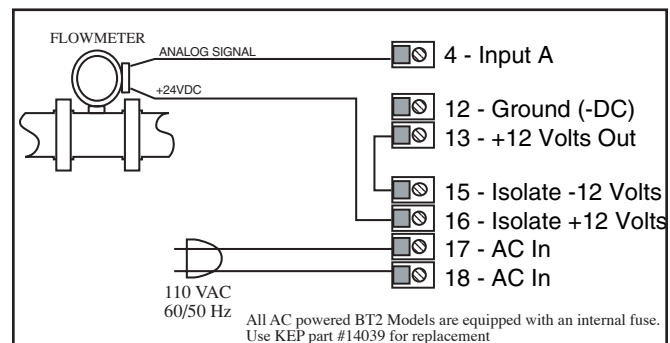 FLOWMETER
ANALOG SIGNAL
+24VDC
4 - Input A
12 - Ground (-DC)
13 - +12 Volts Out
15 - Isolate -12 Volts
16 - Isolate +12 Volts
17 - AC In
18 - AC In
110 VAC
60/50 Hz
All AC powered BT2 Models are equipped with an internal fuse.
Use KEP part #14039 for replacement